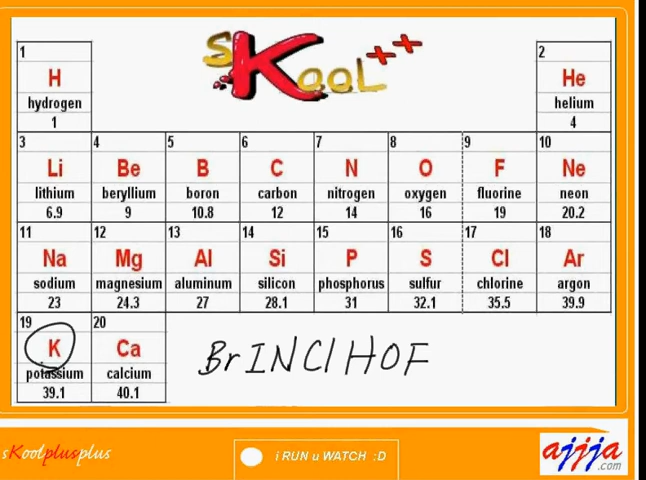 sKool++
1 2
H He
hydrogen helium
1 4
3 4 5 6 7 8 9 10
Li Be B C N O F Ne
lithium beryllium boron carbon nitrogen oxygen fluorine neon
6.9 9 10.8 12 14 16 19 20.2
11 12 13 14 15 16 17 18
Na Mg Al Si P S Cl Ar
sodium magnesium aluminum silicon phosphorus sulfur chlorine argon
23 24.3 27 28.1 31 32.1 35.5 39.9
19 20
K Ca
potassium calcium
39.1 40.1
BrINClHOF
sKoolplusplus
i RUN u WATCH :D
ajjja
.com